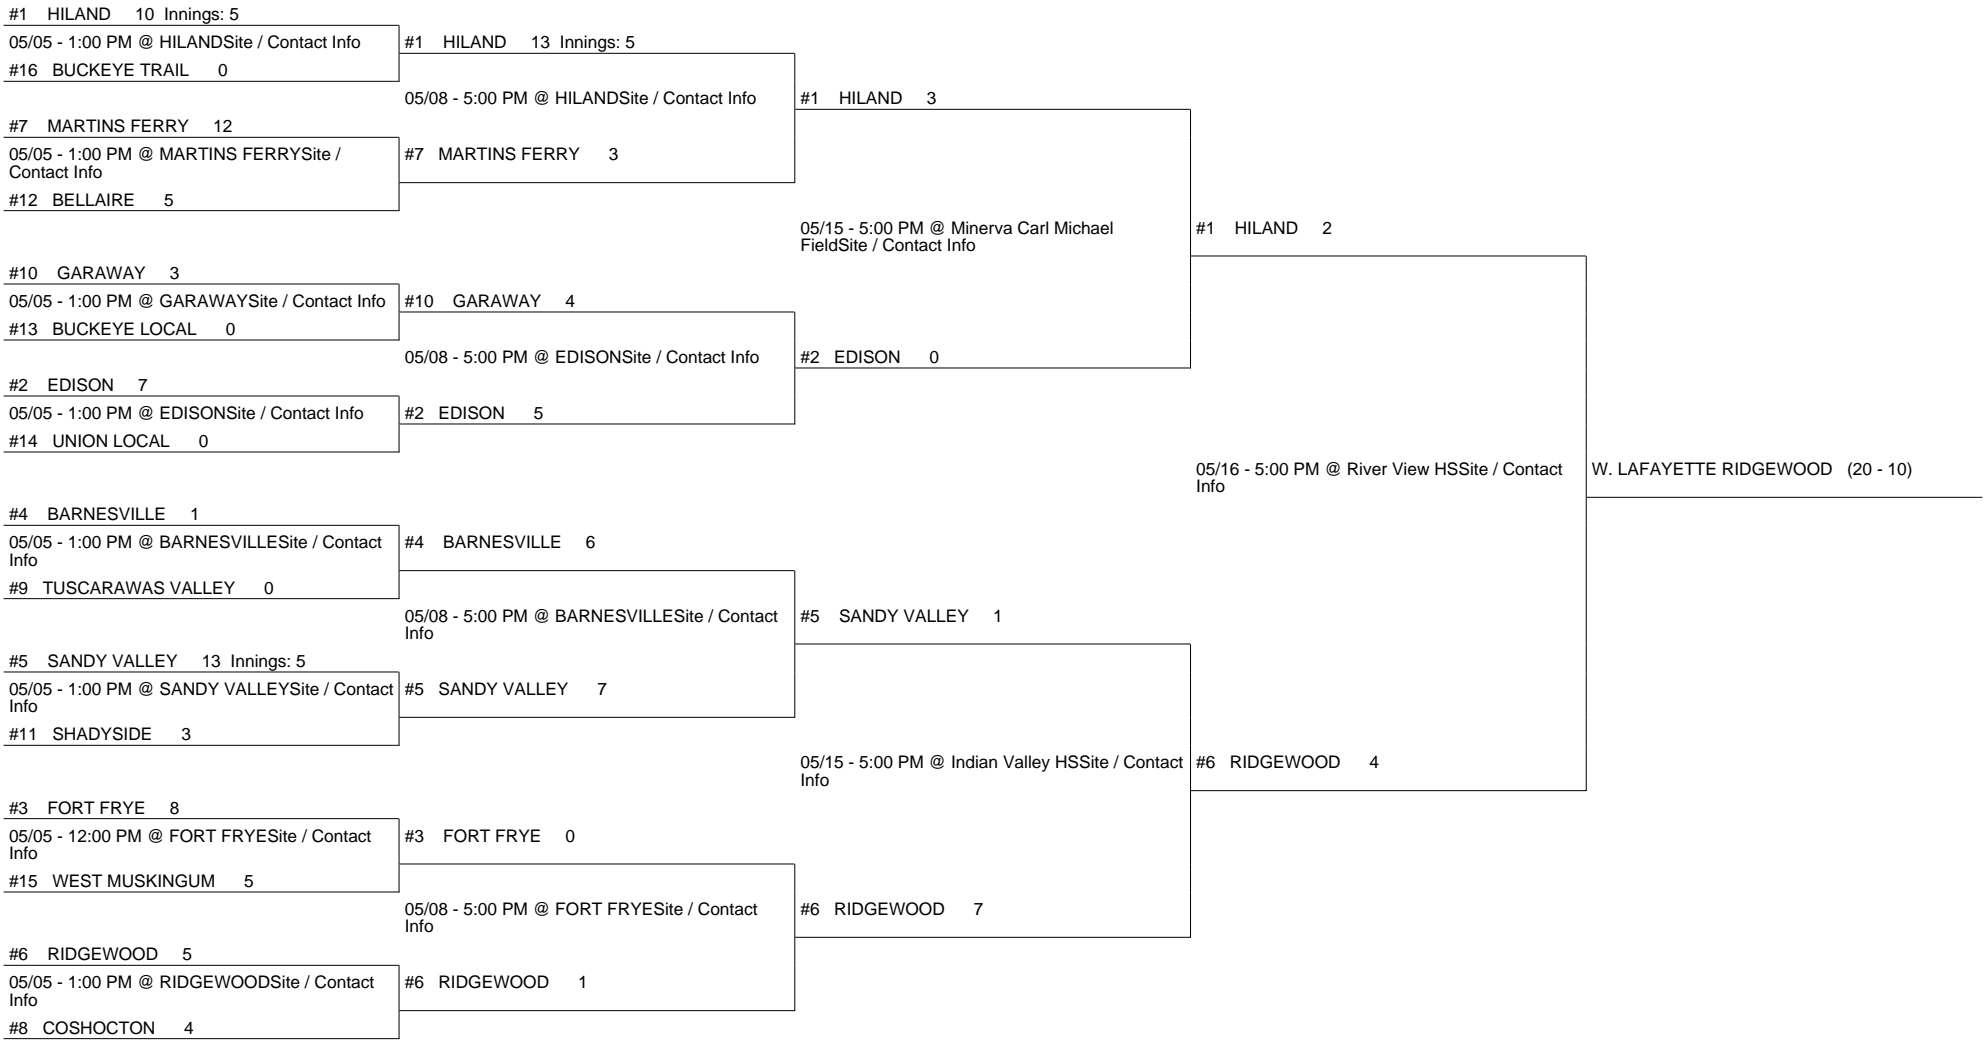 #1 HILAND 10 Innings: 5
05/05 - 1:00 PM @ HILANDSite / Contact Info
#16 BUCKEYE TRAIL 0
#7 MARTINS FERRY 12
05/05 - 1:00 PM @ MARTINS FERRYSite /
Contact Info
#12 BELLAIRE 5
#10 GARAWAY 3
05/05 - 1:00 PM @ GARAWAYSite / Contact Info
#13 BUCKEYE LOCAL 0
#2 EDISON 7
05/05 - 1:00 PM @ EDISONSite / Contact Info
#14 UNION LOCAL 0
#4 BARNESVILLE 1
05/05 - 1:00 PM @ BARNESVILLESite / Contact
Info
#9 TUSCARAWAS VALLEY 0
#5 SANDY VALLEY 13 Innings: 5
05/05 - 1:00 PM @ SANDY VALLEYSite / Contact
Info
#11 SHADYSIDE 3
#3 FORT FRYE 8
05/05 - 12:00 PM @ FORT FRYESite / Contact
Info
#15 WEST MUSKINGUM 5
#6 RIDGEWOOD 5
05/05 - 1:00 PM @ RIDGEWOODSite / Contact
Info
#8 COSHOCTON 4
#1 HILAND 13 Innings: 5
05/08 - 5:00 PM @ HILANDSite / Contact Info
#7 MARTINS FERRY 3
#10 GARAWAY 4
05/08 - 5:00 PM @ EDISONSite / Contact Info
#2 EDISON 5
#4 BARNESVILLE 6
05/08 - 5:00 PM @ BARNESVILLESite / Contact
Info
#5 SANDY VALLEY 7
#3 FORT FRYE 0
05/08 - 5:00 PM @ FORT FRYESite / Contact
Info
#6 RIDGEWOOD 1
#1 HILAND 3
05/15 - 5:00 PM @ Minerva Carl Michael
FieldSite / Contact Info
#2 EDISON 0
#5 SANDY VALLEY 1
05/15 - 5:00 PM @ Indian Valley HSSite / Contact
Info
#6 RIDGEWOOD 7
#1 HILAND 2
05/16 - 5:00 PM @ River View HSSite / Contact
Info
#6 RIDGEWOOD 4
W. LAFAYETTE RIDGEWOOD (20 - 10)